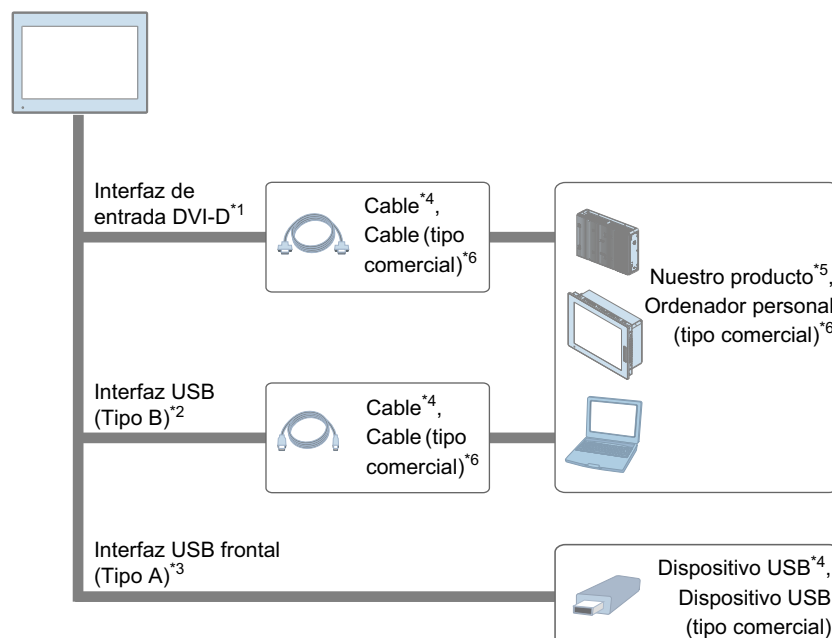 Interfaz de
entrada DVI-D*1
Cable*4,
Cable (tipo
comercial)*6
Nuestro producto*5,
Ordenador personal
(tipo comercial)*6
Interfaz USB
(Tipo B)*2
Cable*4,
Cable (tipo
comercial)*6
Interfaz USB frontal
(Tipo A)*3
Dispositivo USB*4,
Dispositivo USB
(tipo comercial)